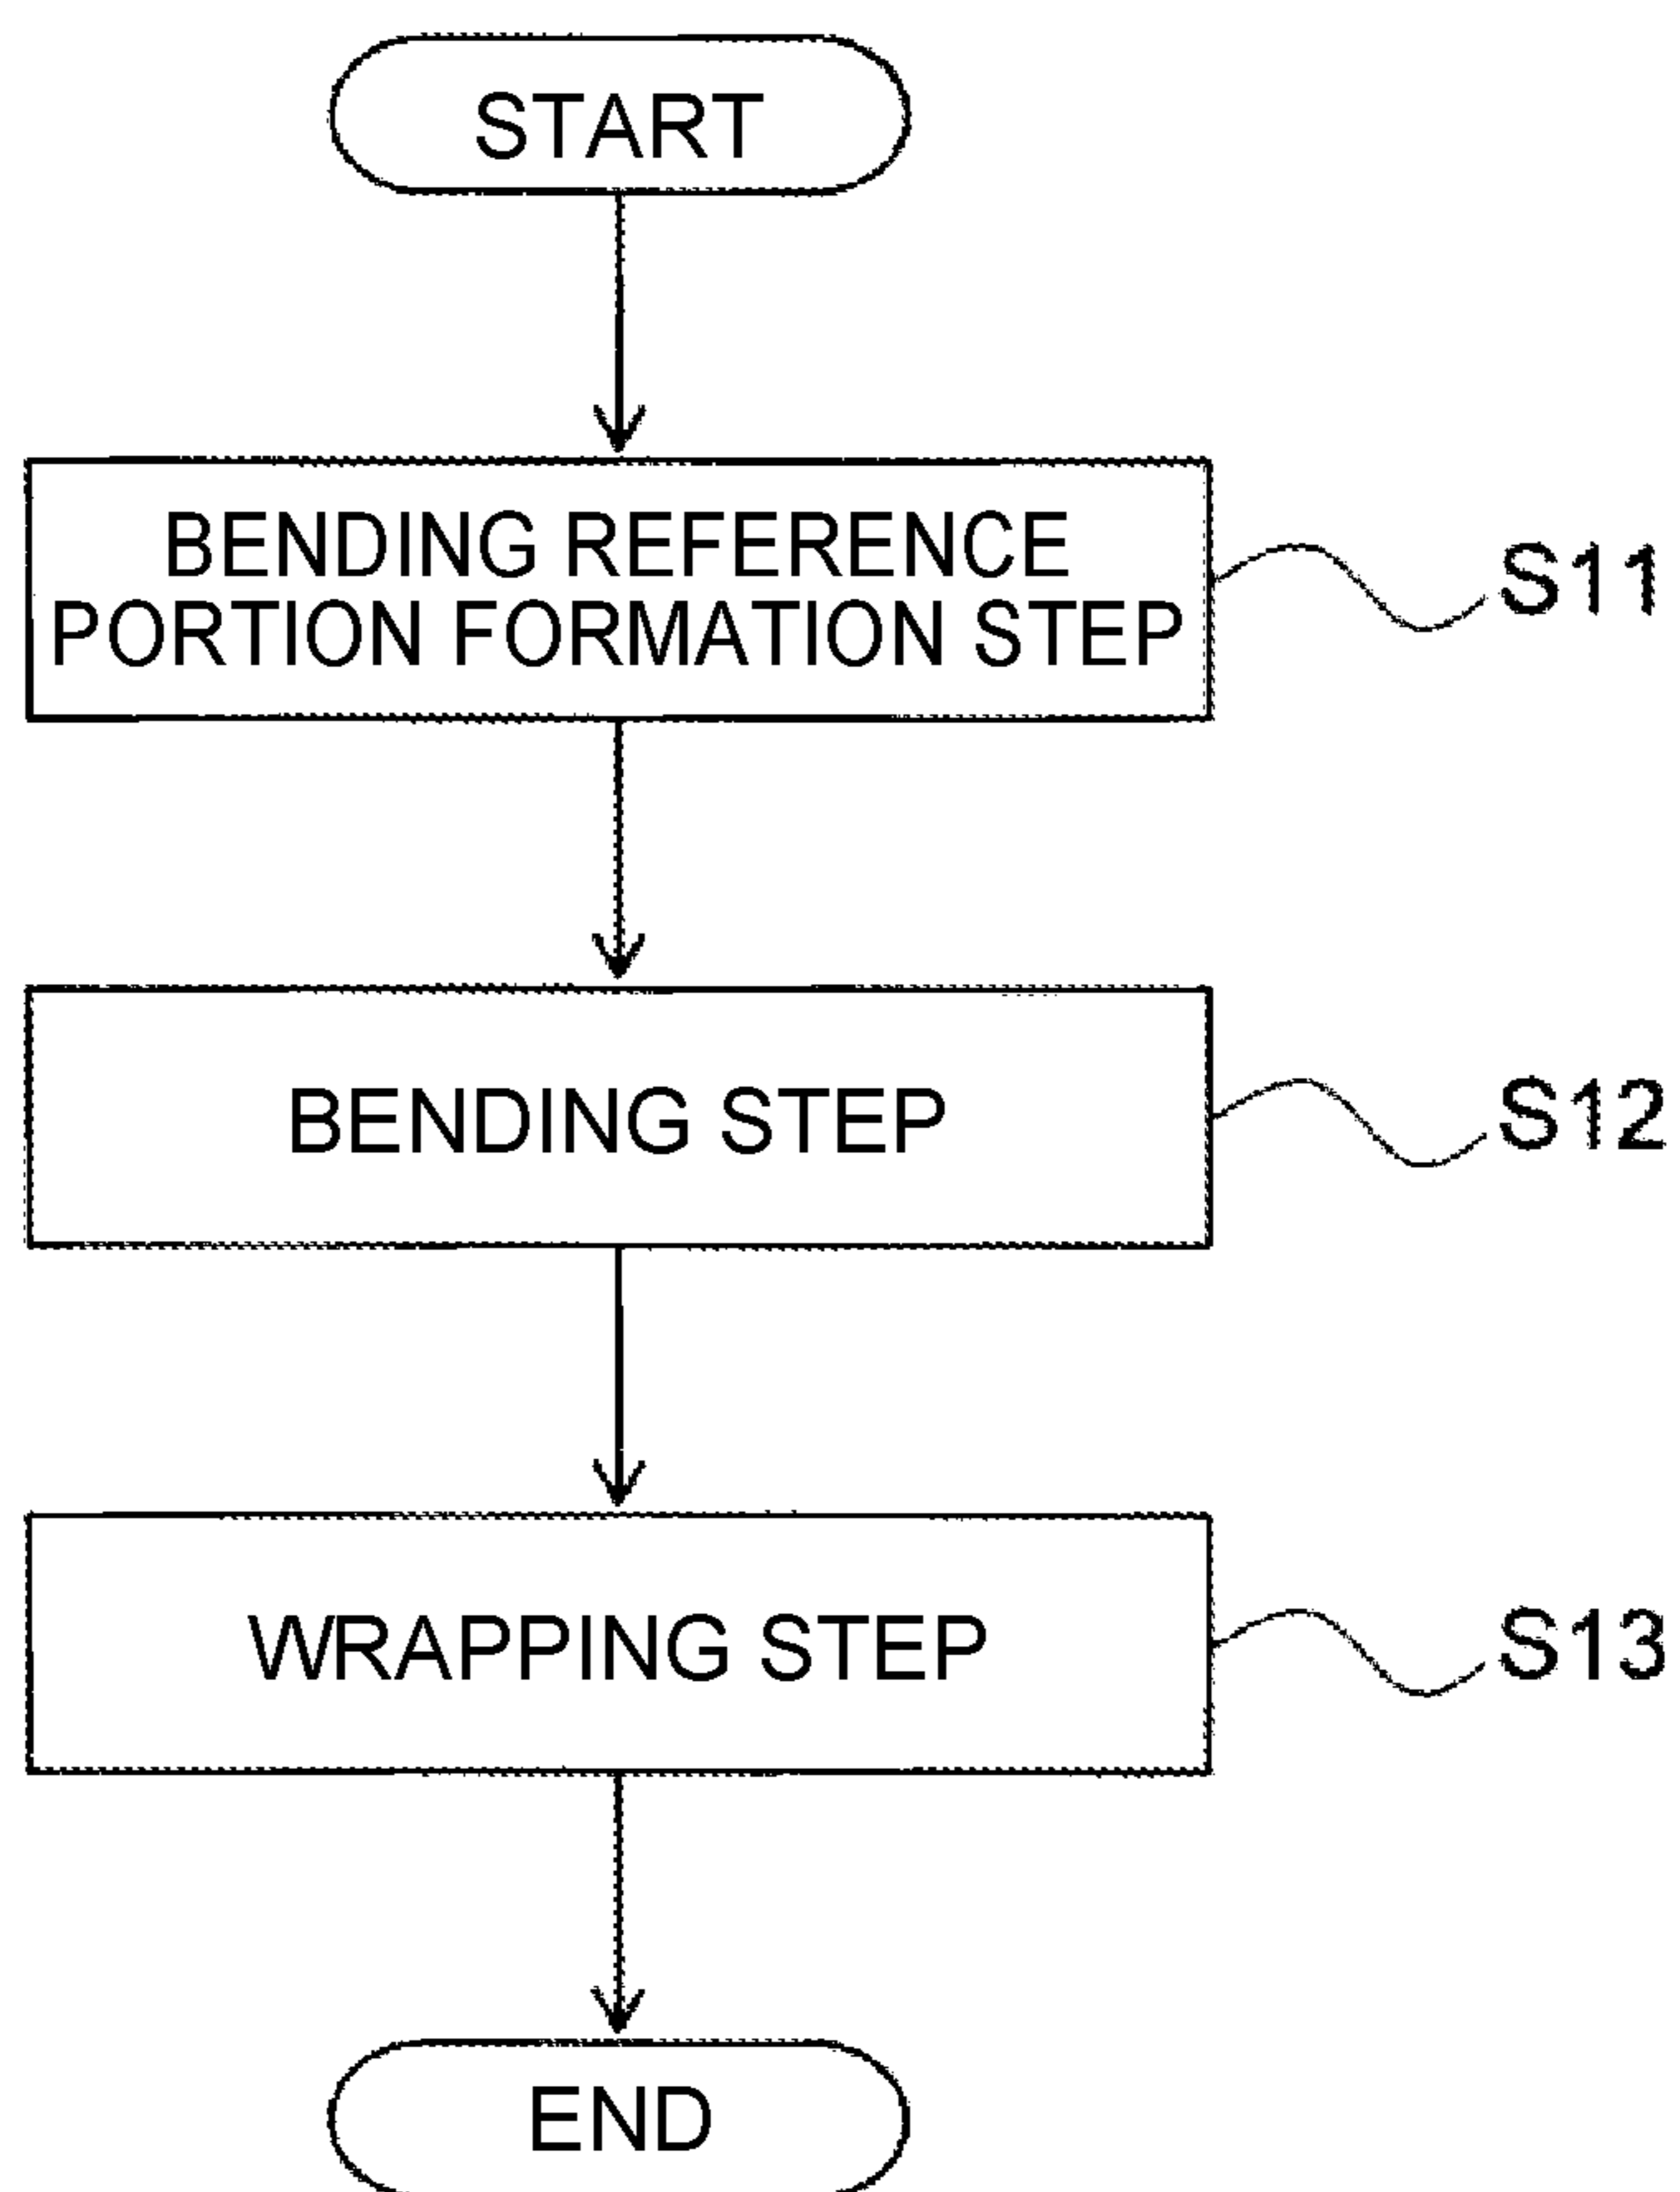 START
BENDING REFERENCE
PORTION FORMATION STEP
S11
BENDING STEP
S12
WRAPPING STEP
S13
END